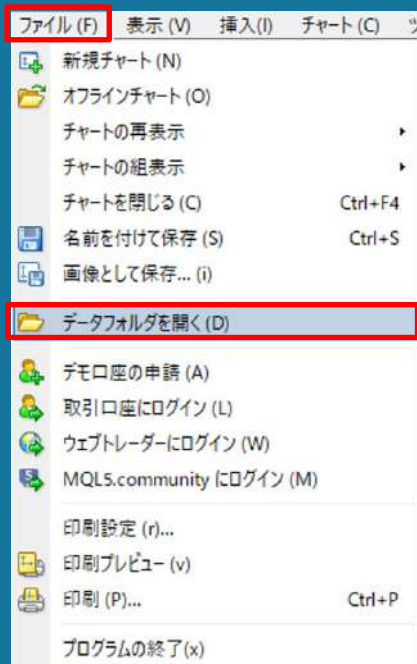 ファイル (F) 表示 (V) 挿入(I) チャート (C)
新規チャート (N)
オフラインチャート (O)
チャートの再表示
チャートの組表示
チャートを閉じる (C) Ctrl+F4
名前を付けて保存 (S) Ctrl+S
画像として保存... (i)
データフォルダを開く (D)
デモ口座の申請 (A)
取引口座にログイン (L)
ウェブトレーダーにログイン (W)
MQL5.community にログイン (M)
印刷設定 (r)...
印刷プレビュー (v)
印刷 (P)... Ctrl+P
プログラムの終了(x)